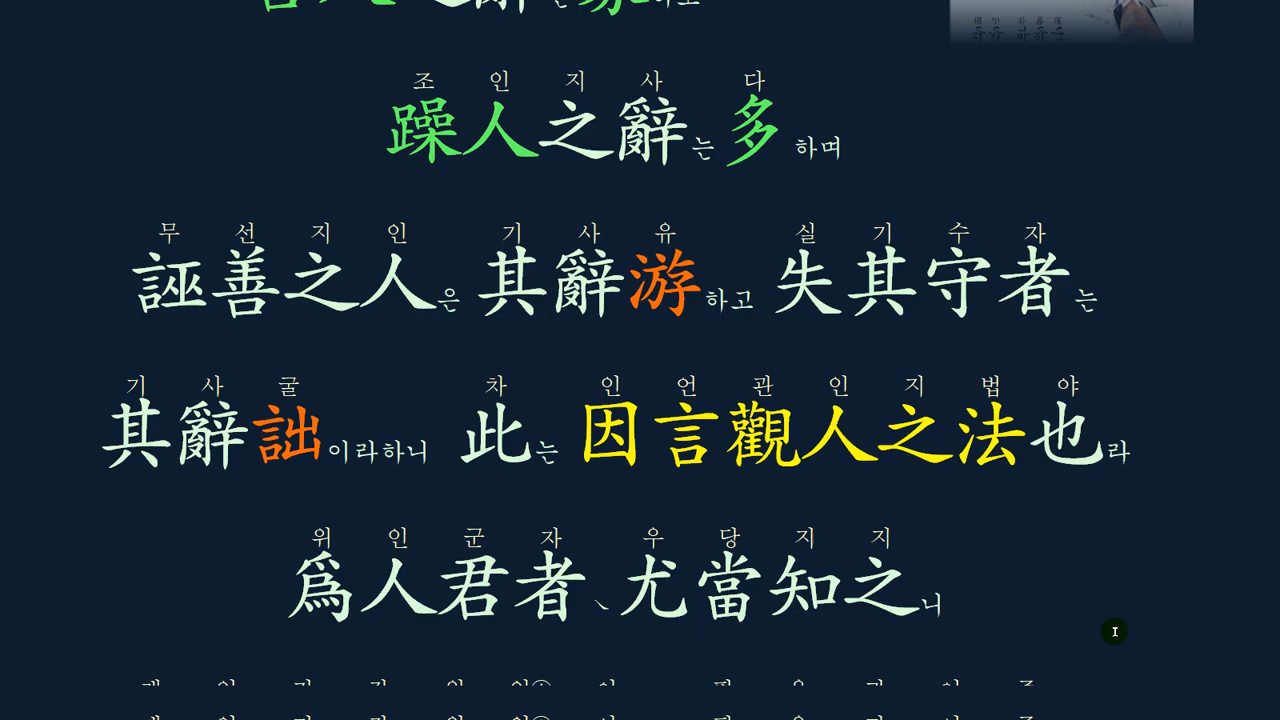 조 인 지 사 다
躁人之辭는 多하며
무 선 지 인 기 사 유 실 기 수 자
誣善之人은 其辭游하고 失其守者는
기 사 굴 차 인 언 관 인 지 법 야
其辭詘이라하니 此는 因言觀人之法也라
위 인 군 자 우 당 지 지
爲人君者、尤當知之니